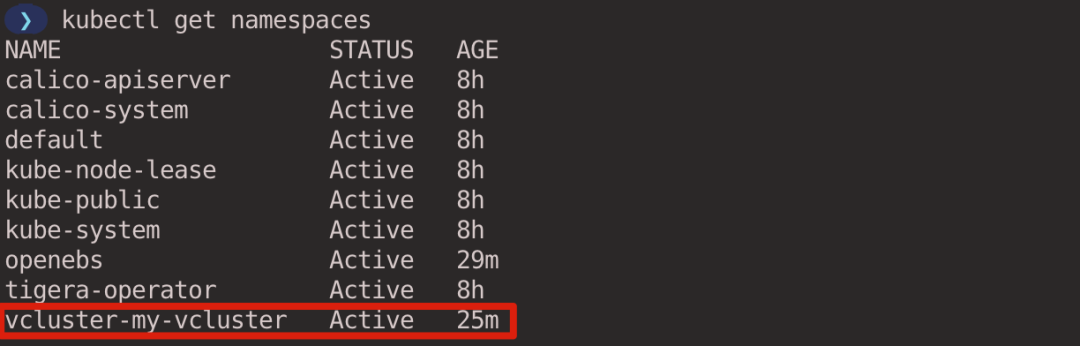 ❯ kubectl get namespaces
NAME STATUS AGE
calico-apiserver Active 8h
calico-system Active 8h
default Active 8h
kube-node-lease Active 8h
kube-public Active 8h
kube-system Active 8h
openebs Active 29m
tigera-operator Active 8h
vcluster-my-vcluster Active 25m